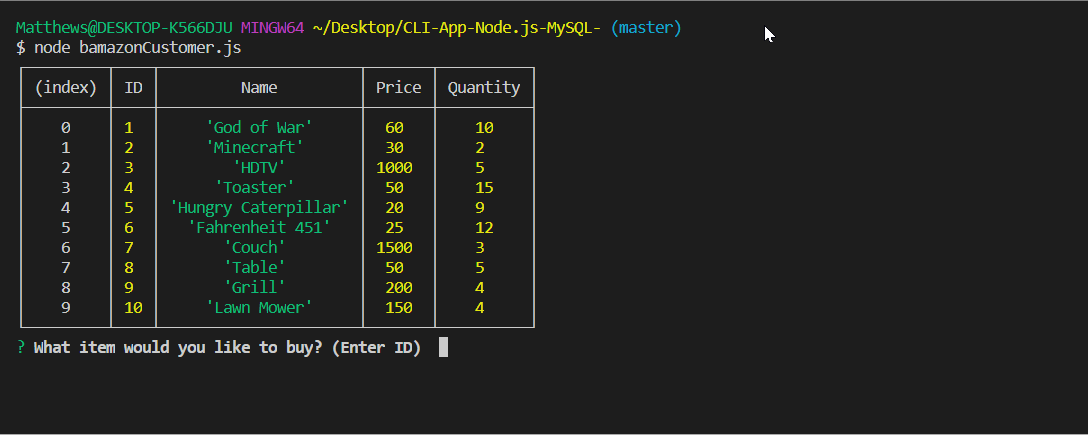 Matthews@DESKTOP-K566DJU MINGW64 ~/Desktop/CLI-App-Node.js-MySQL- (master)
$ node bamazonCustomer.js
(index) ID Name Price Quantity
0 1 'God of War' 60 10
1 2 'Minecraft' 30 2
2 3 'HDTV' 1000 5
3 4 'Toaster' 50 15
4 5 'Hungry Caterpillar' 20 9
5 6 'Fahrenheit 451' 25 12
6 7 'Couch' 1500 3
7 8 'Table' 50 5
8 9 'Grill' 200 4
9 10 'Lawn Mower' 150 4
? What item would you like to buy? (Enter ID)